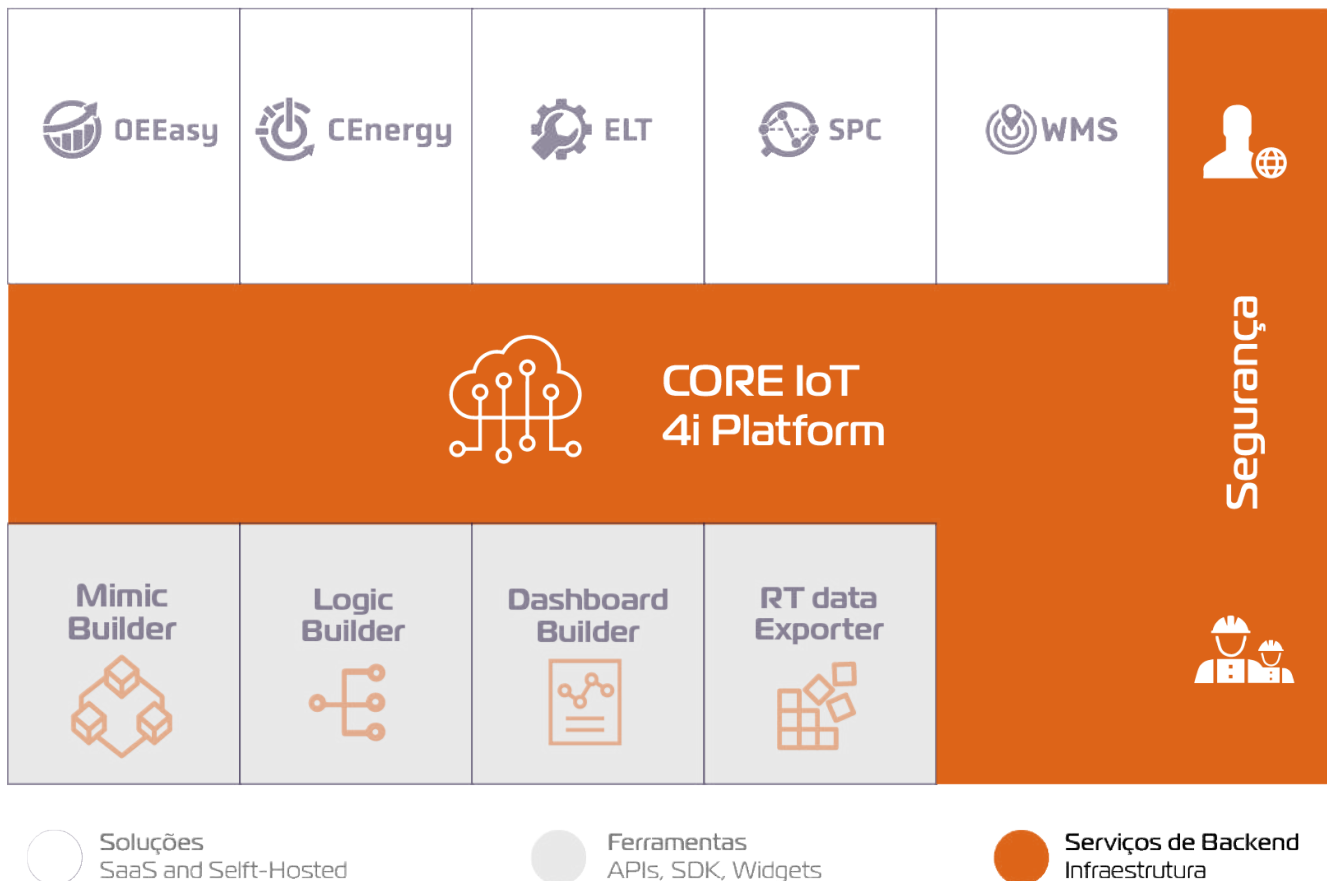 OEEasy
CEnergy
ELT
SPC
WMS
CORE IoT
4i Platform
Segurança
Mimic
Builder
Logic
Builder
Dashboard
Builder
RT data
Exporter
Soluções
SaaS and Selft-Hosted
Ferramentas
APIs, SDK, Widgets
Serviços de Backend
Infraestrutura